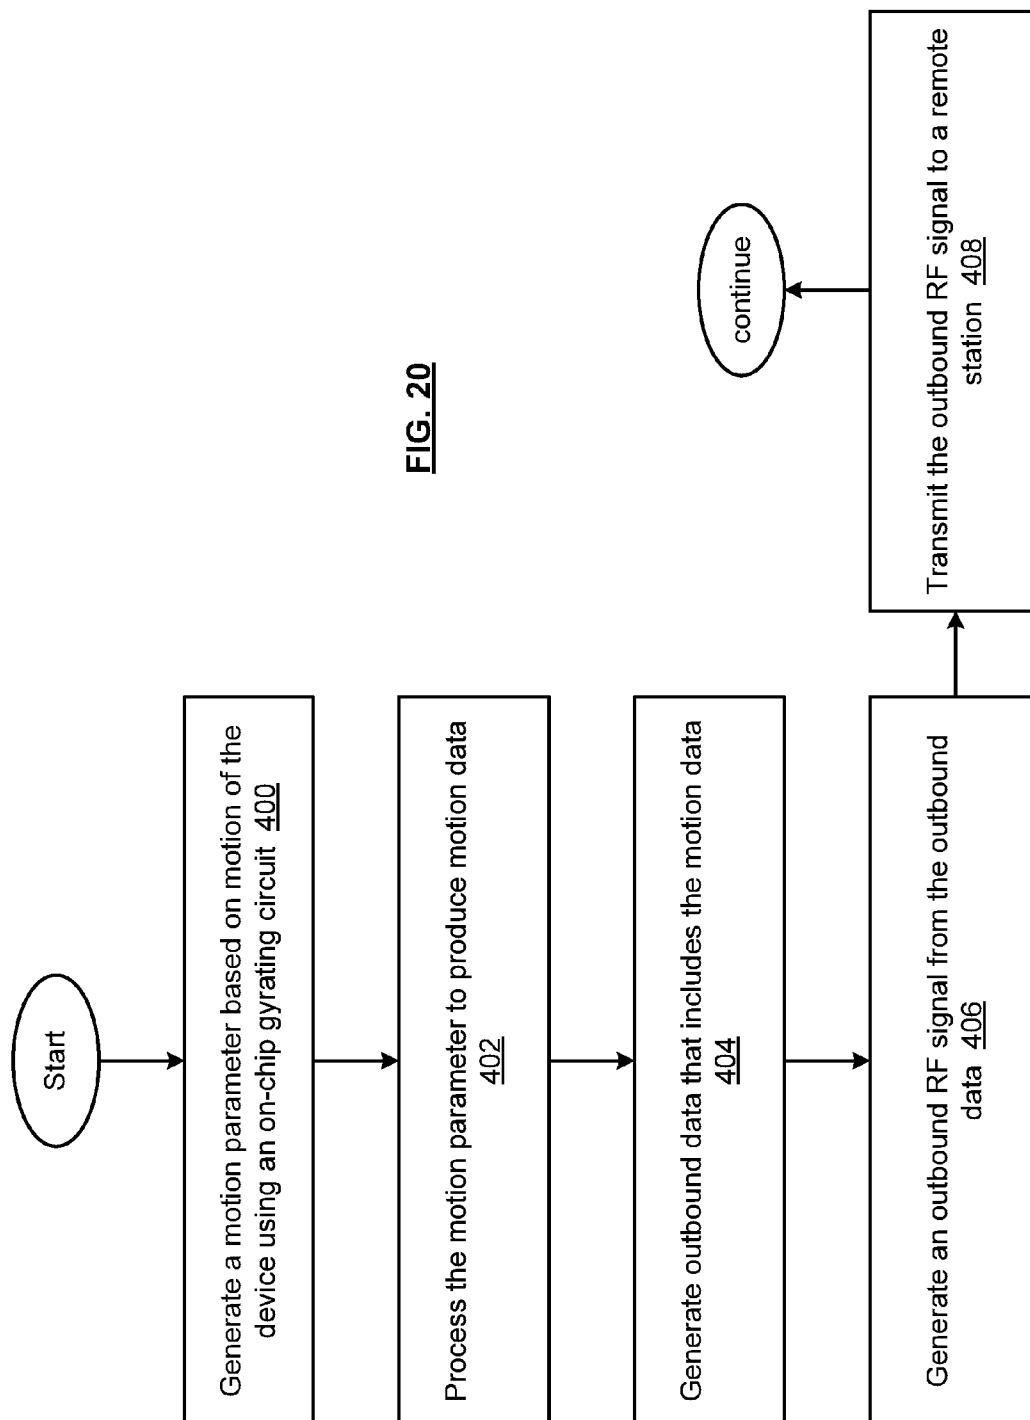 Start
Generate a motion parameter based on motion of the
device using an on-chip gyrating circuit 400
Process the motion parameter to produce motion data
402
Generate outbound data that includes the motion data
404
Generate an outbound RF signal from the outbound
data 406
Transmit the outbound RF signal to a remote
station 408
continue
FIG. 20